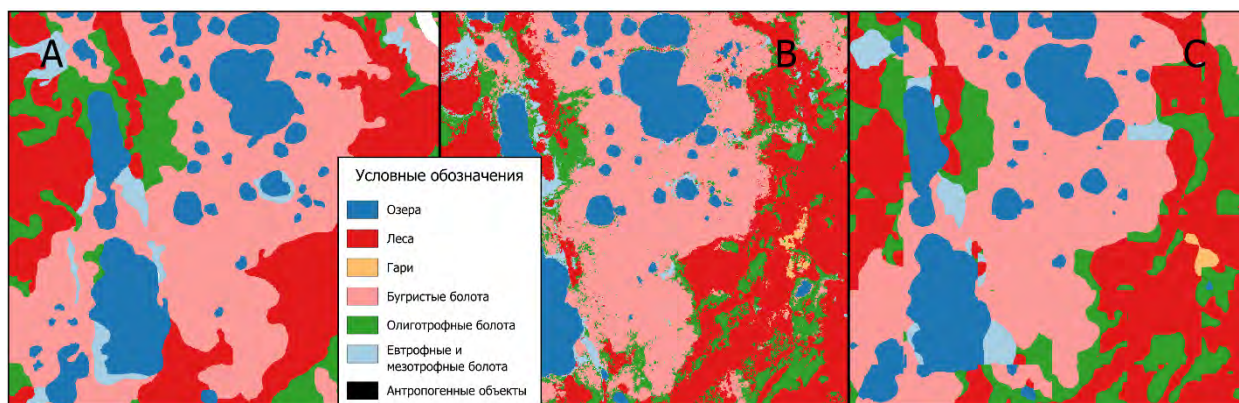 A
B
C
Условные обозначения
Озера
Леса
Гари
Бугристые болота
Олиготрофные болота
Евтрофные и
мезотрофные болота
Антропогенные объекты